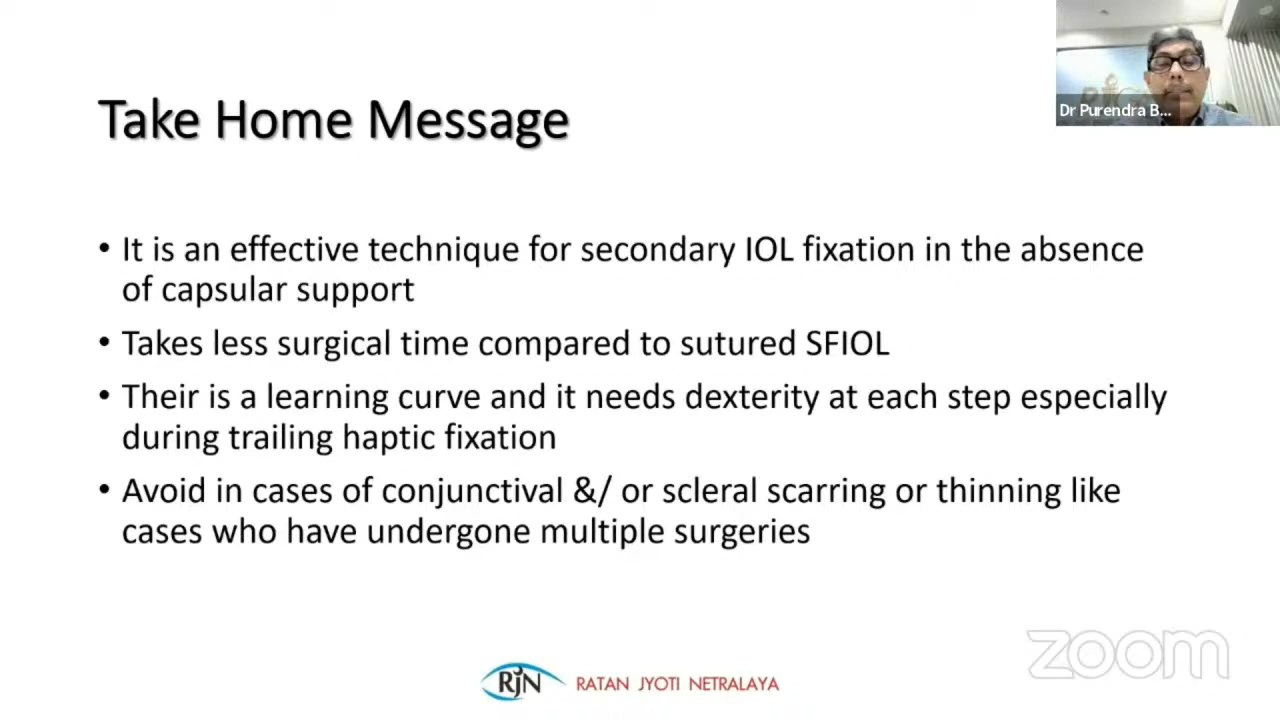 Dr Purendra B...
Take Home Message
• It is an effective technique for secondary IOL fixation in the absence
of capsular support
• Takes less surgical time compared to sutured SFIOL
• Their is a learning curve and it needs dexterity at each step especially
during trailing haptic fixation
• Avoid in cases of conjunctival &/ or scleral scarring or thinning like
cases who have undergone multiple surgeries
zoom
RJN RATAN JYOTI NETRALAYA